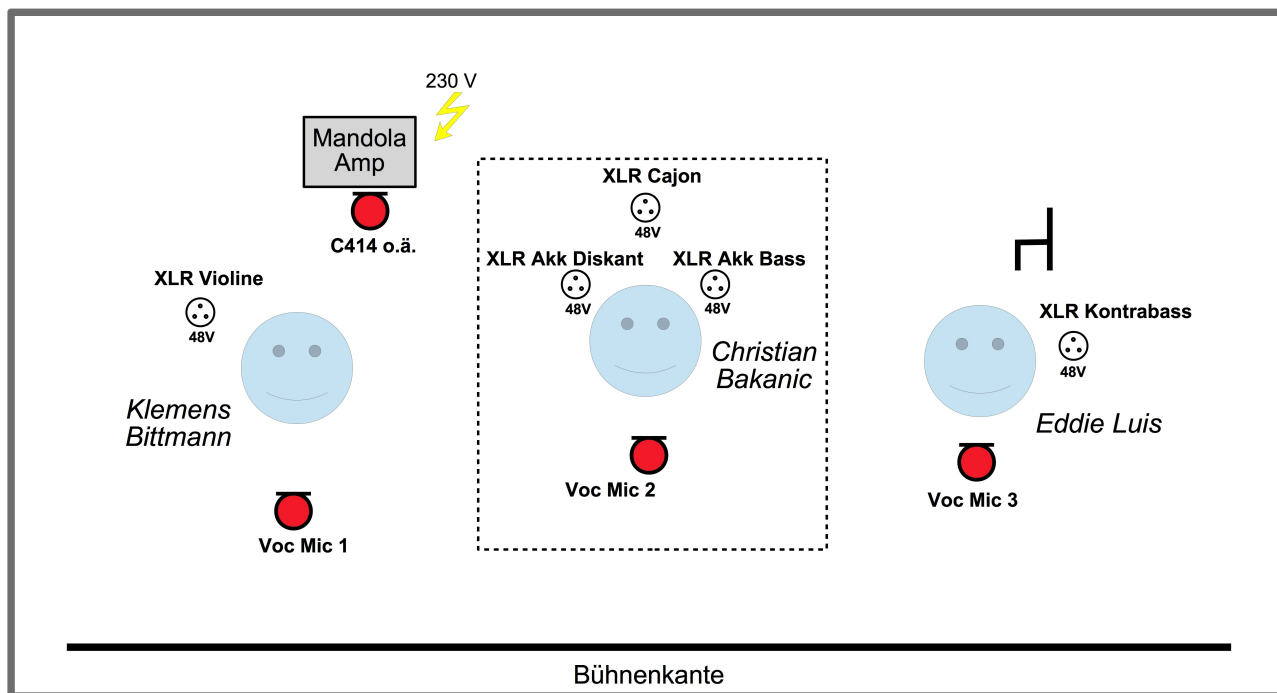 230 V
Mandola
Amp
C414 o.ä.
XLR Violine
48V
Klemens
Bittmann
Voc Mic 1
XLR Cajon
48V
XLR Akk Diskant
48V
XLR Akk Bass
48V
Christian
Bakanic
Voc Mic 2
XLR Kontrabass
48V
Eddie Luis
Voc Mic 3
Bühnenkante